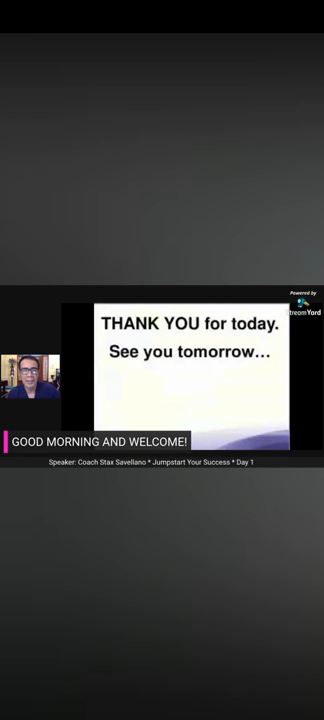 Powered by
StreamYard
THANK YOU for today.
See you tomorrow...
GOOD MORNING AND WELCOME!
Speaker: Coach Stax Savellano * Jumpstart Your Success * Day 1